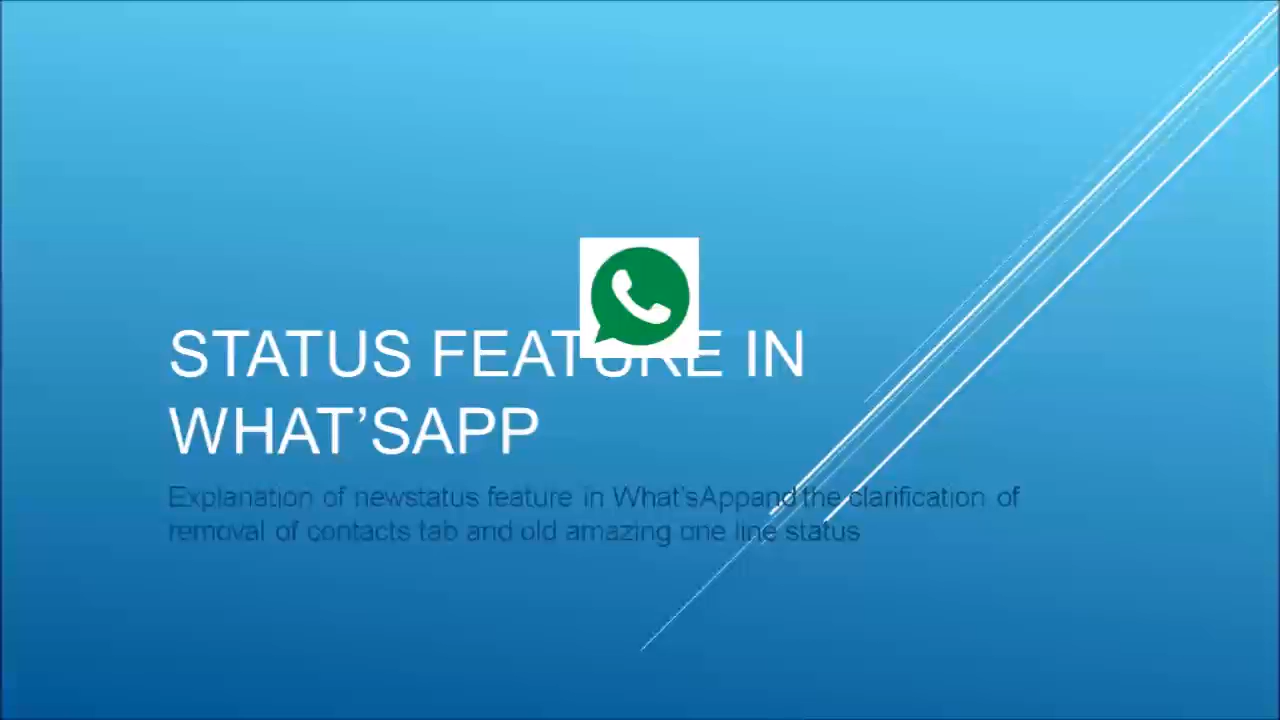 STATUS FEATURE IN
WHAT’SAPP
Explanation of newstatus feature in What’sAppand the clarification of
removal of contacts tab and old amazing one line status